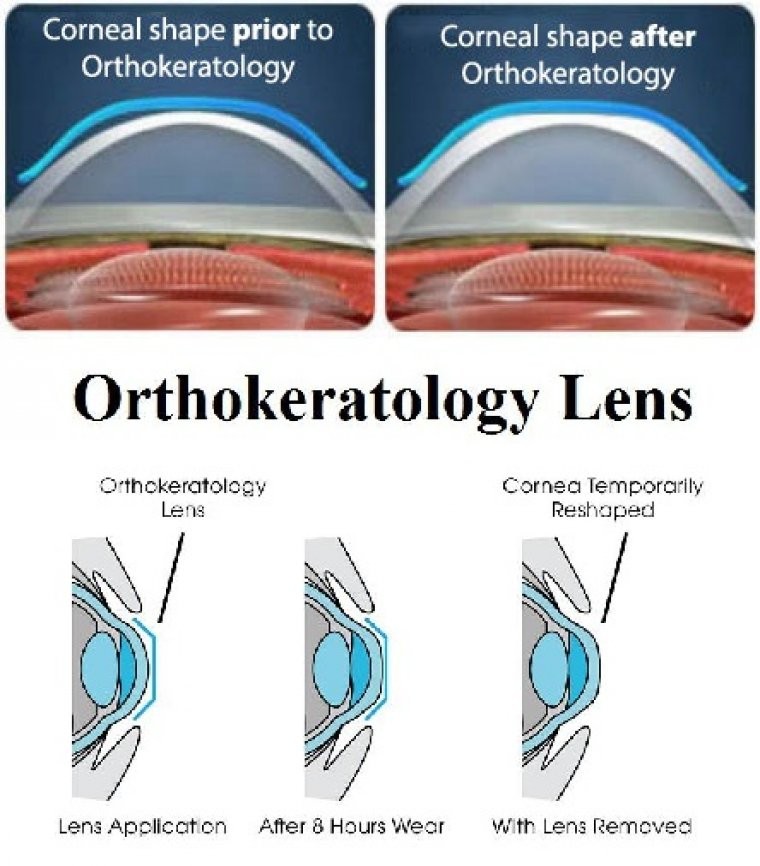 Corneal shape prior to
Orthokeratology
Corneal shape after
Orthokeratology
Orthokeratology Lens
Orthokeratology
Lens
Cornea Temporarily
Reshaped
Lens Application
After 8 Hours Wear
With Lens Removed